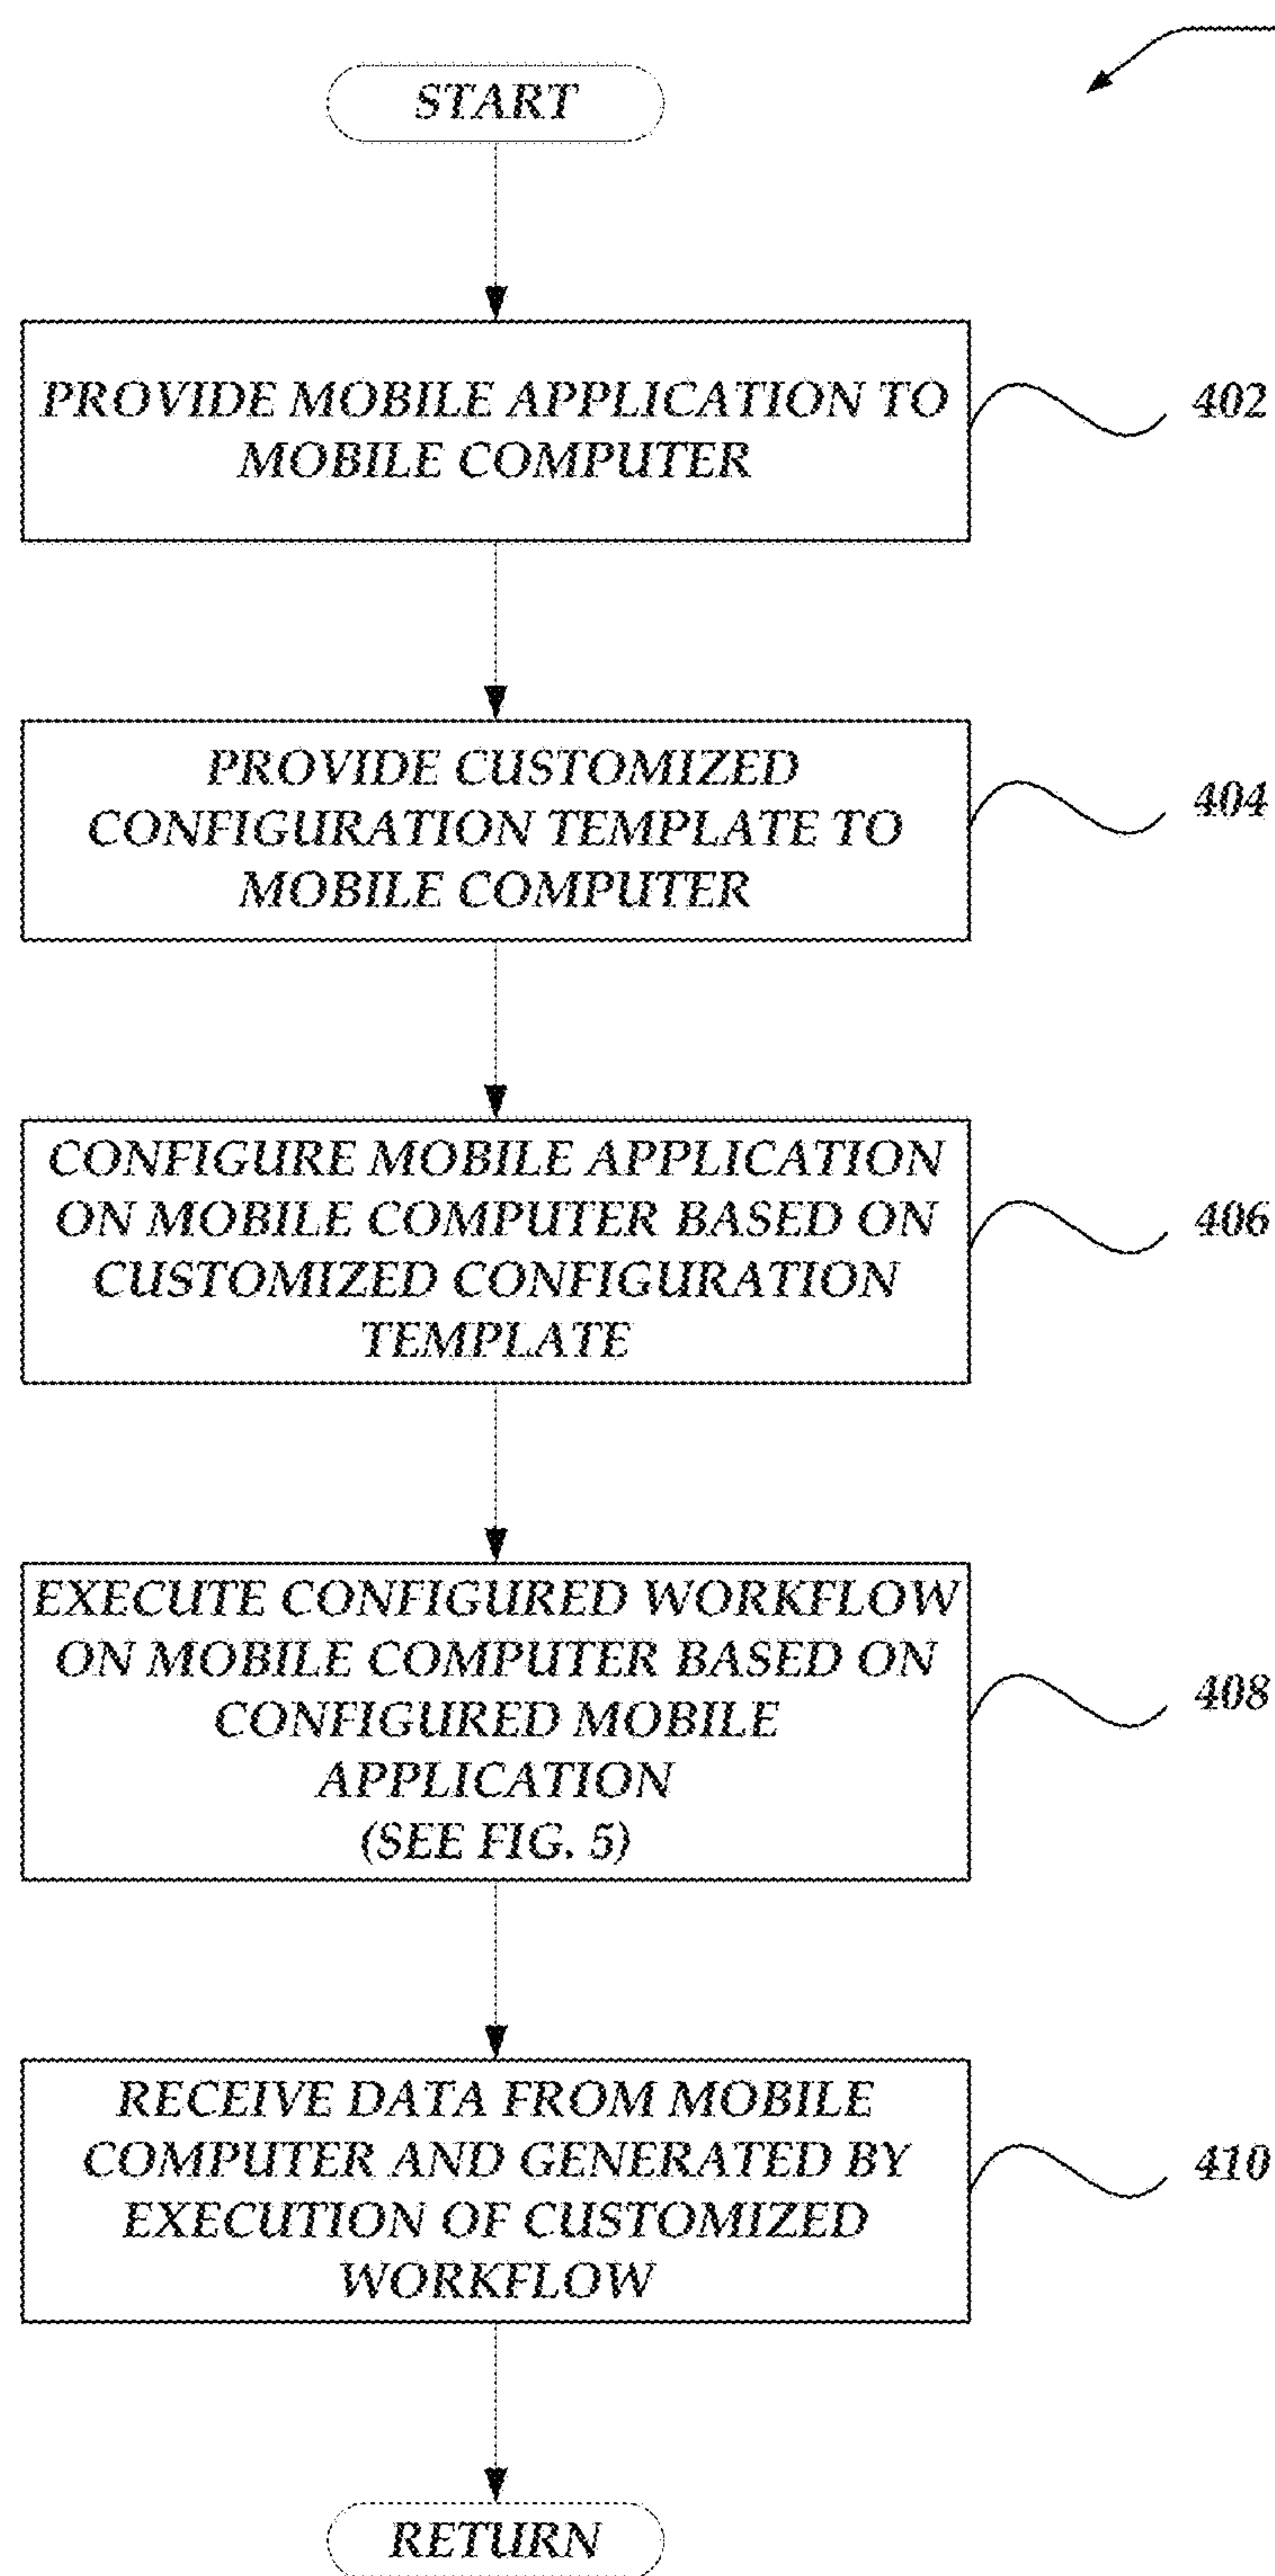 START
PROVIDE MOBILE APPLICATION TO
MOBILE COMPUTER
402
PROVIDE CUSTOMIZED
CONFIGURATION TEMPLATE TO
MOBILE COMPUTER
404
CONFIGURE MOBILE APPLICATION
ON MOBILE COMPUTER BASED ON
CUSTOMIZED CONFIGURATION
TEMPLATE
406
EXECUTE CONFIGURED WORKFLOW
ON MOBILE COMPUTER BASED ON
CONFIGURED MOBILE
APPLICATION
(SEE FIG. 5)
408
RECEIVE DATA FROM MOBILE
COMPUTER AND GENERATED BY
EXECUTION OF CUSTOMIZED
WORKFLOW
410
RETURN